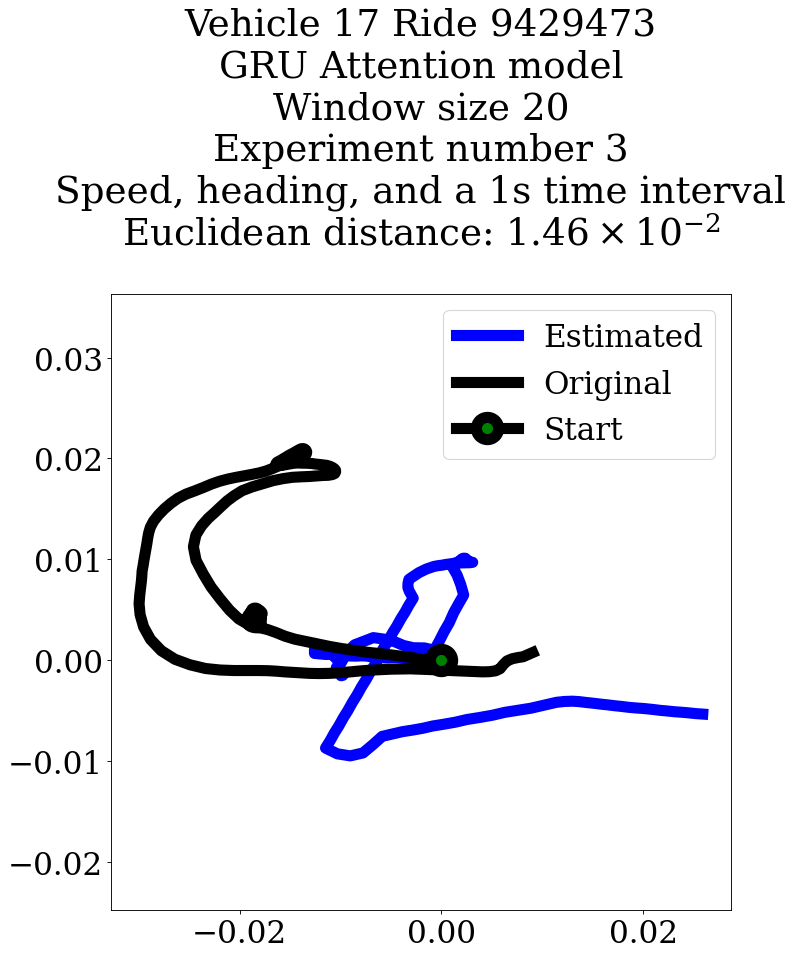 Vehicle 17 Ride 9429473
GRU Attention model
Window size 20
Experiment number 3
Speed, heading, and a 1s time interval
Euclidean distance: 1.46 × 10⁻²
Estimated
Original
Start
0.03
0.02
0.01
0.00
−0.01
−0.02
−0.02 0.00 0.02